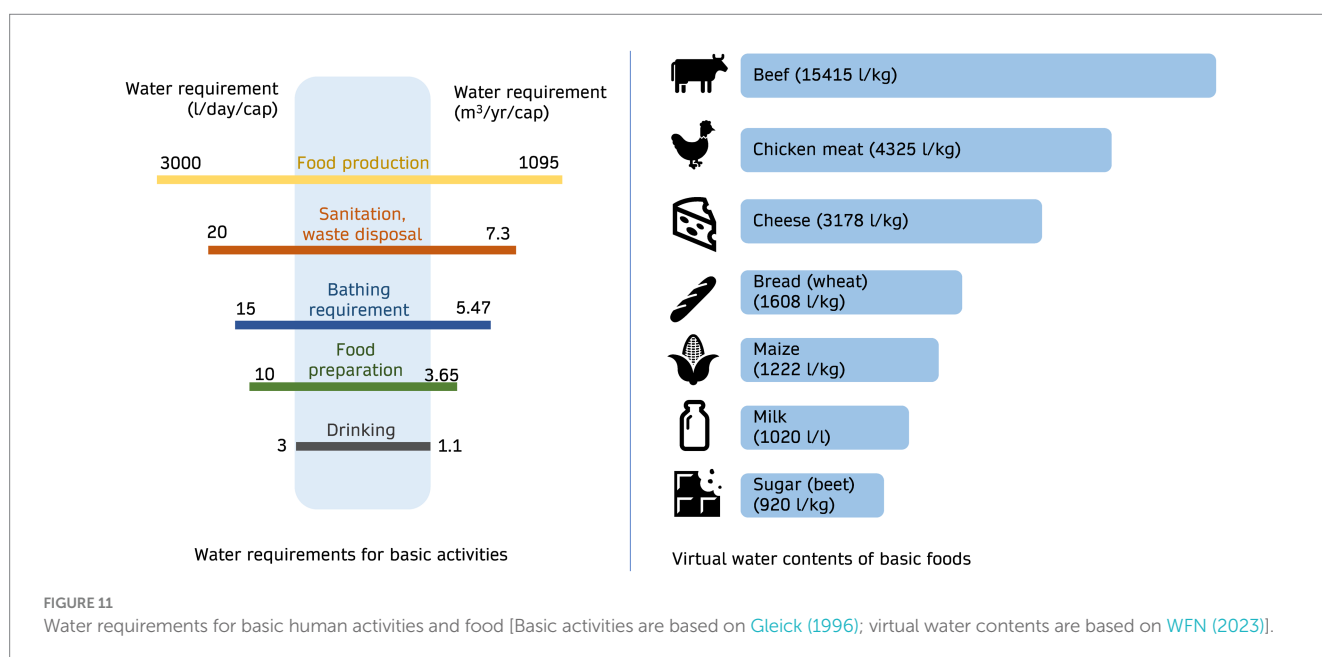 Water requirement
(l/day/cap)
Water requirement
(m³/yr/cap)
3000 Food production 1095
Sanitation,
waste disposal
20 7.3
Bathing
requirement
15 5.47
Food
preparation
10 3.65
Drinking
3 1.1
Water requirements for basic activities
Beef (15415 l/kg)
Chicken meat (4325 l/kg)
Cheese (3178 l/kg)
Bread (wheat)
(1608 l/kg)
Maize
(1222 l/kg)
Milk
(1020 l/l)
Sugar (beet)
(920 l/kg)
Virtual water contents of basic foods
FIGURE 11
Water requirements for basic human activities and food [Basic activities are based on Gleick (1996); virtual water contents are based on WFN (2023)].